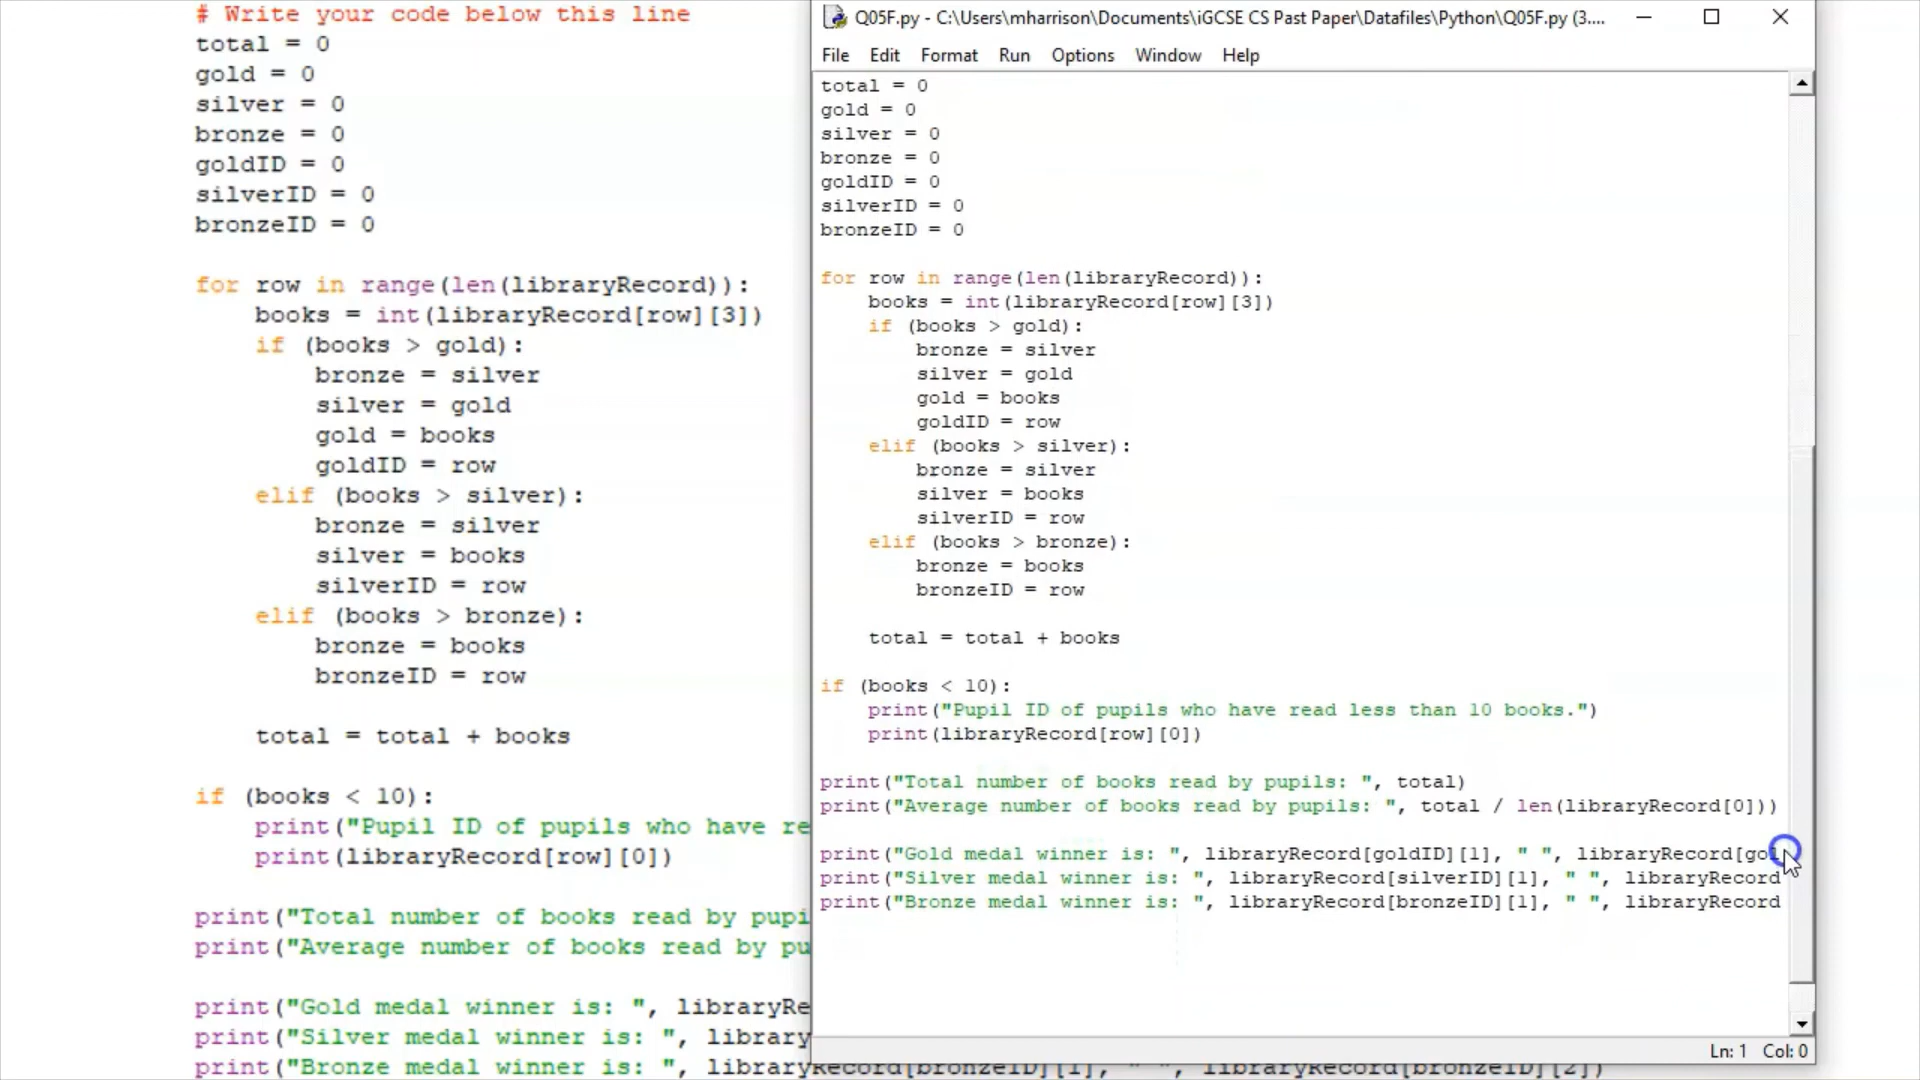 # Write your code below this line
total = 0
gold = 0
silver = 0
bronze = 0
goldID = 0
silverID = 0
bronzeID = 0
for row in range(len(libraryRecord)):
    books = int(libraryRecord[row][3])
    if (books > gold):
        bronze = silver
        silver = gold
        gold = books
        goldID = row
    elif (books > silver):
        bronze = silver
        silver = books
        silverID = row
    elif (books > bronze):
        bronze = books
        bronzeID = row
    total = total + books
if (books < 10):
    print("Pupil ID of pupils who have re
    print(libraryRecord[row][0])
print("Total number of books read by pupi
print("Average number of books read by pu
print("Gold medal winner is: ", libraryRe
print("Silver medal winner is: ", library
print("Bronze medal winner is: ", libraryRecord[bronzeID][1], " ", libraryRecord[bronzeID][2])
Q05F.py - C:\Users\mharrison\Documents\iGCSE CS Past Paper\Datafiles\Python\Q05F.py (3....
File Edit Format Run Options Window Help
total = 0
gold = 0
silver = 0
bronze = 0
goldID = 0
silverID = 0
bronzeID = 0
for row in range(len(libraryRecord)):
    books = int(libraryRecord[row][3])
    if (books > gold):
        bronze = silver
        silver = gold
        gold = books
        goldID = row
    elif (books > silver):
        bronze = silver
        silver = books
        silverID = row
    elif (books > bronze):
        bronze = books
        bronzeID = row
    total = total + books
if (books < 10):
    print("Pupil ID of pupils who have read less than 10 books.")
    print(libraryRecord[row][0])
print("Total number of books read by pupils: ", total)
print("Average number of books read by pupils: ", total / len(libraryRecord[0]))
print("Gold medal winner is: ", libraryRecord[goldID][1], " ", libraryRecord[gol
print("Silver medal winner is: ", libraryRecord[silverID][1], " ", libraryRecord
print("Bronze medal winner is: ", libraryRecord[bronzeID][1], " ", libraryRecord
Ln: 1 Col: 0